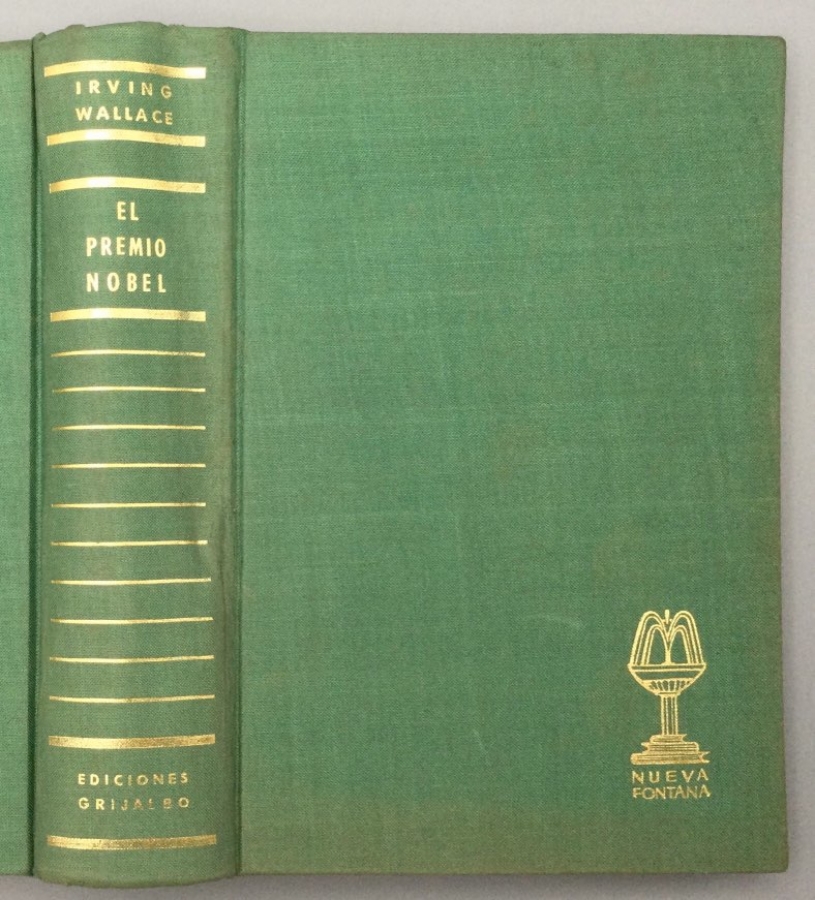 IRVING
WALLACE
EL
PREMIO
NOBEL
EDICIONES
GRIJALBO
NUEVA
FONTANA